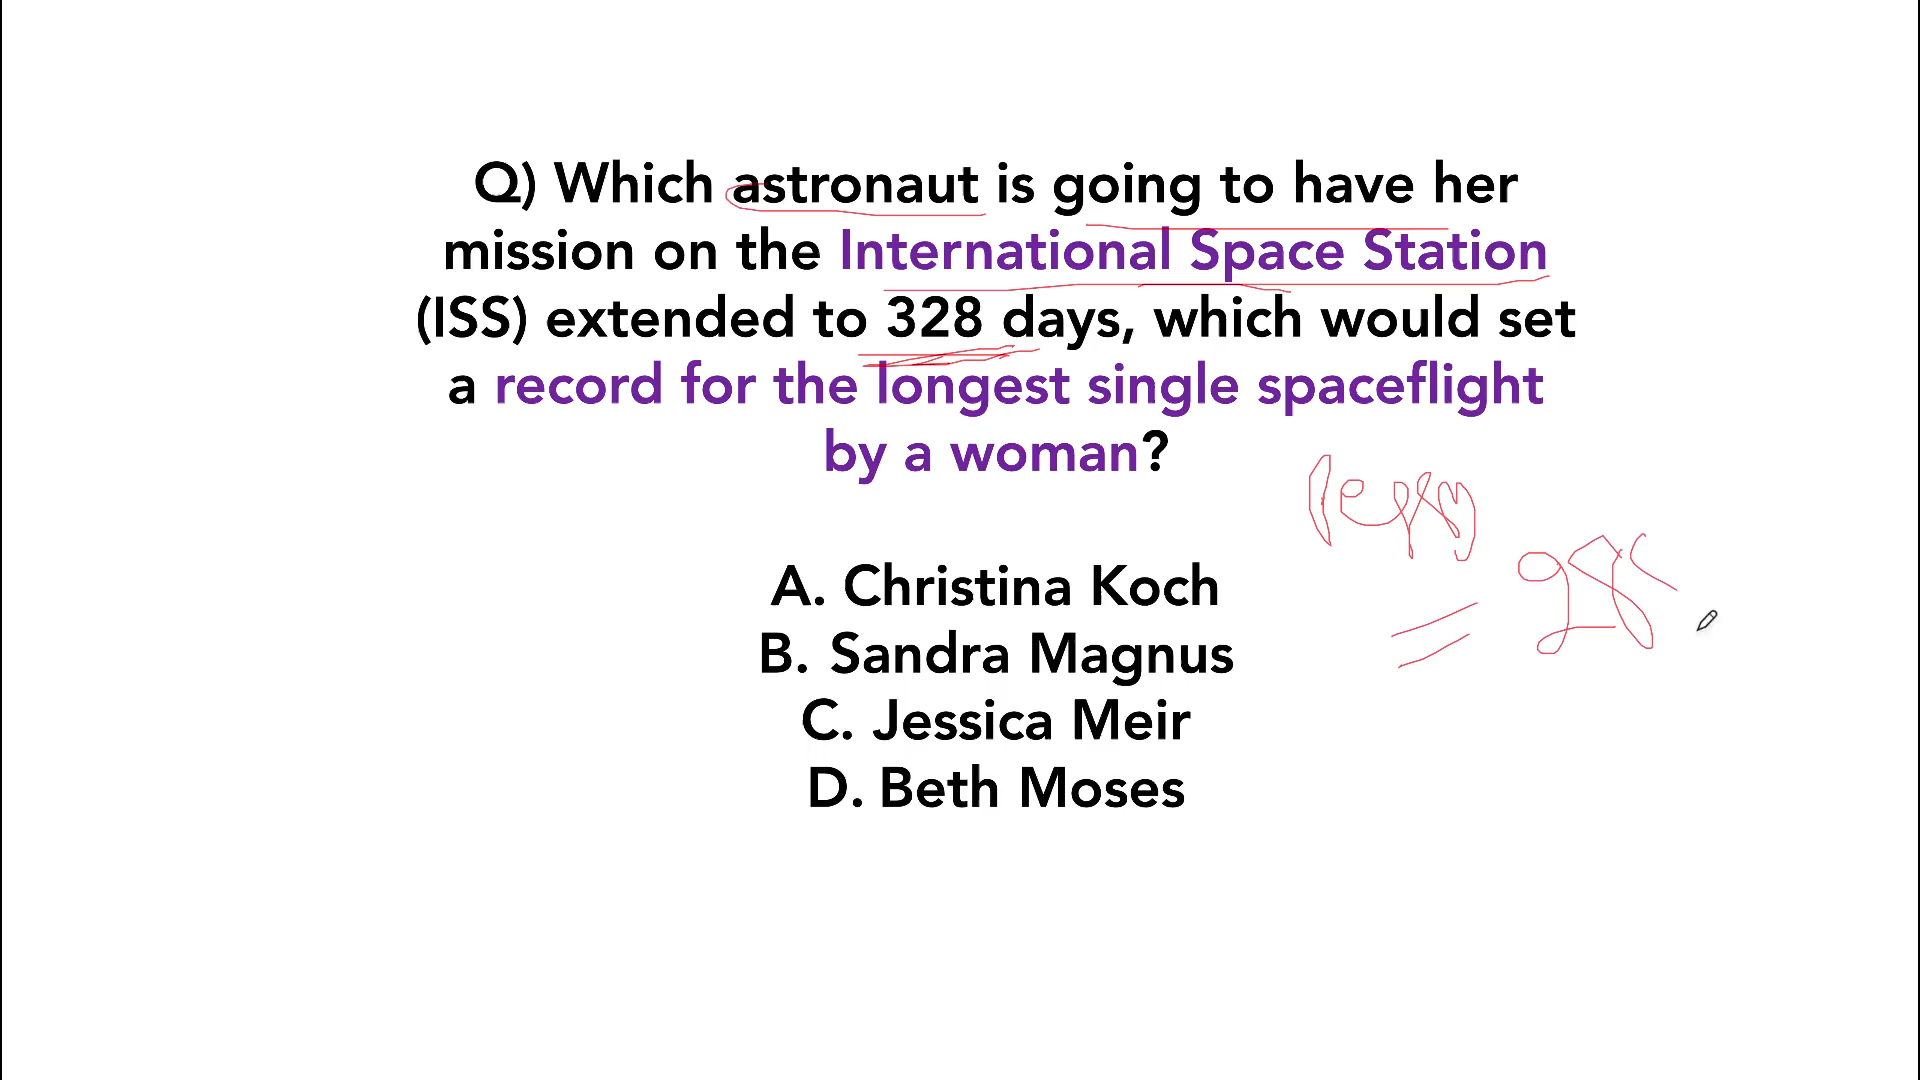 Q) Which astronaut is going to have her
mission on the International Space Station
(ISS) extended to 328 days, which would set
a record for the longest single spaceflight
by a woman?
A. Christina Koch
B. Sandra Magnus
C. Jessica Meir
D. Beth Moses